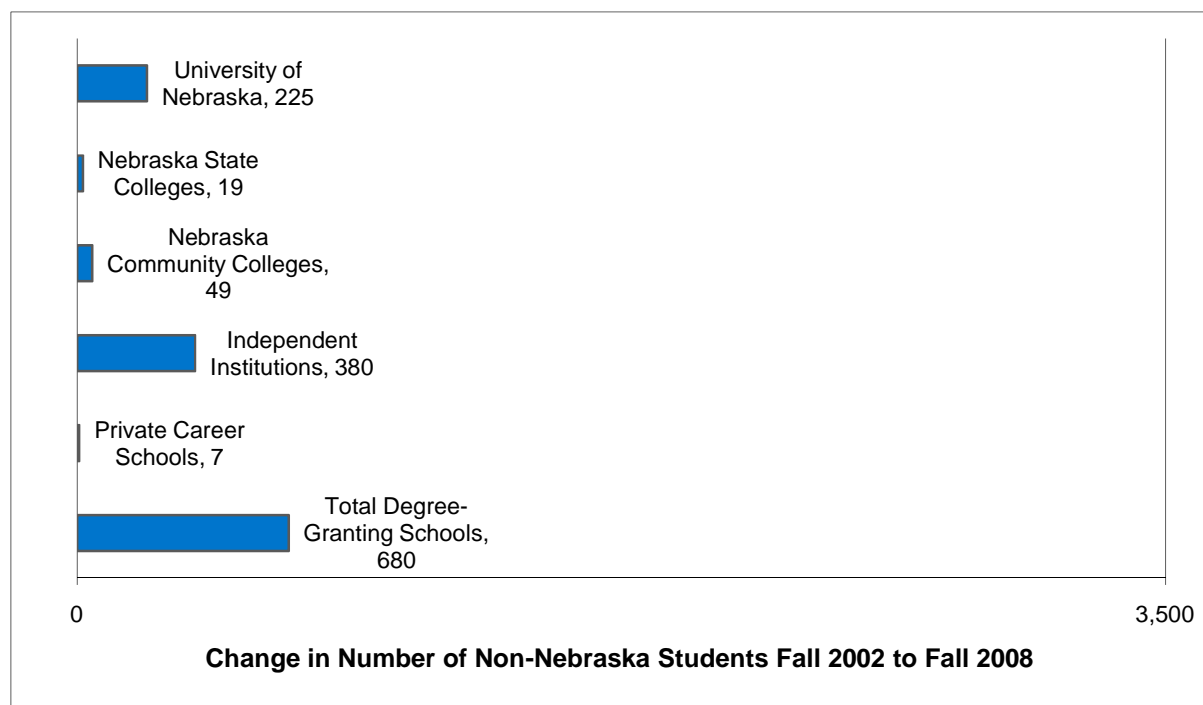 University of
Nebraska, 225
Nebraska State
Colleges, 19
Nebraska
Community Colleges,
49
Independent
Institutions, 380
Private Career
Schools, 7
Total Degree-
Granting Schools,
680
0
3,500
Change in Number of Non-Nebraska Students Fall 2002 to Fall 2008